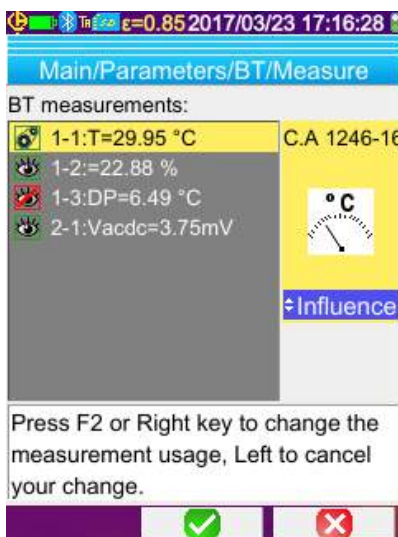 ε=0.85 2017/03/23 17:16:28
Main/Parameters/BT/Measure
BT measurements:
1-1:T=29.95 °C
C.A 1246-16
1-2:=22.88 %
1-3:DP=6.49 °C
2-1:Vacdc=3.75mV
°C
Influence
Press F2 or Right key to change the
measurement usage, Left to cancel
your change.